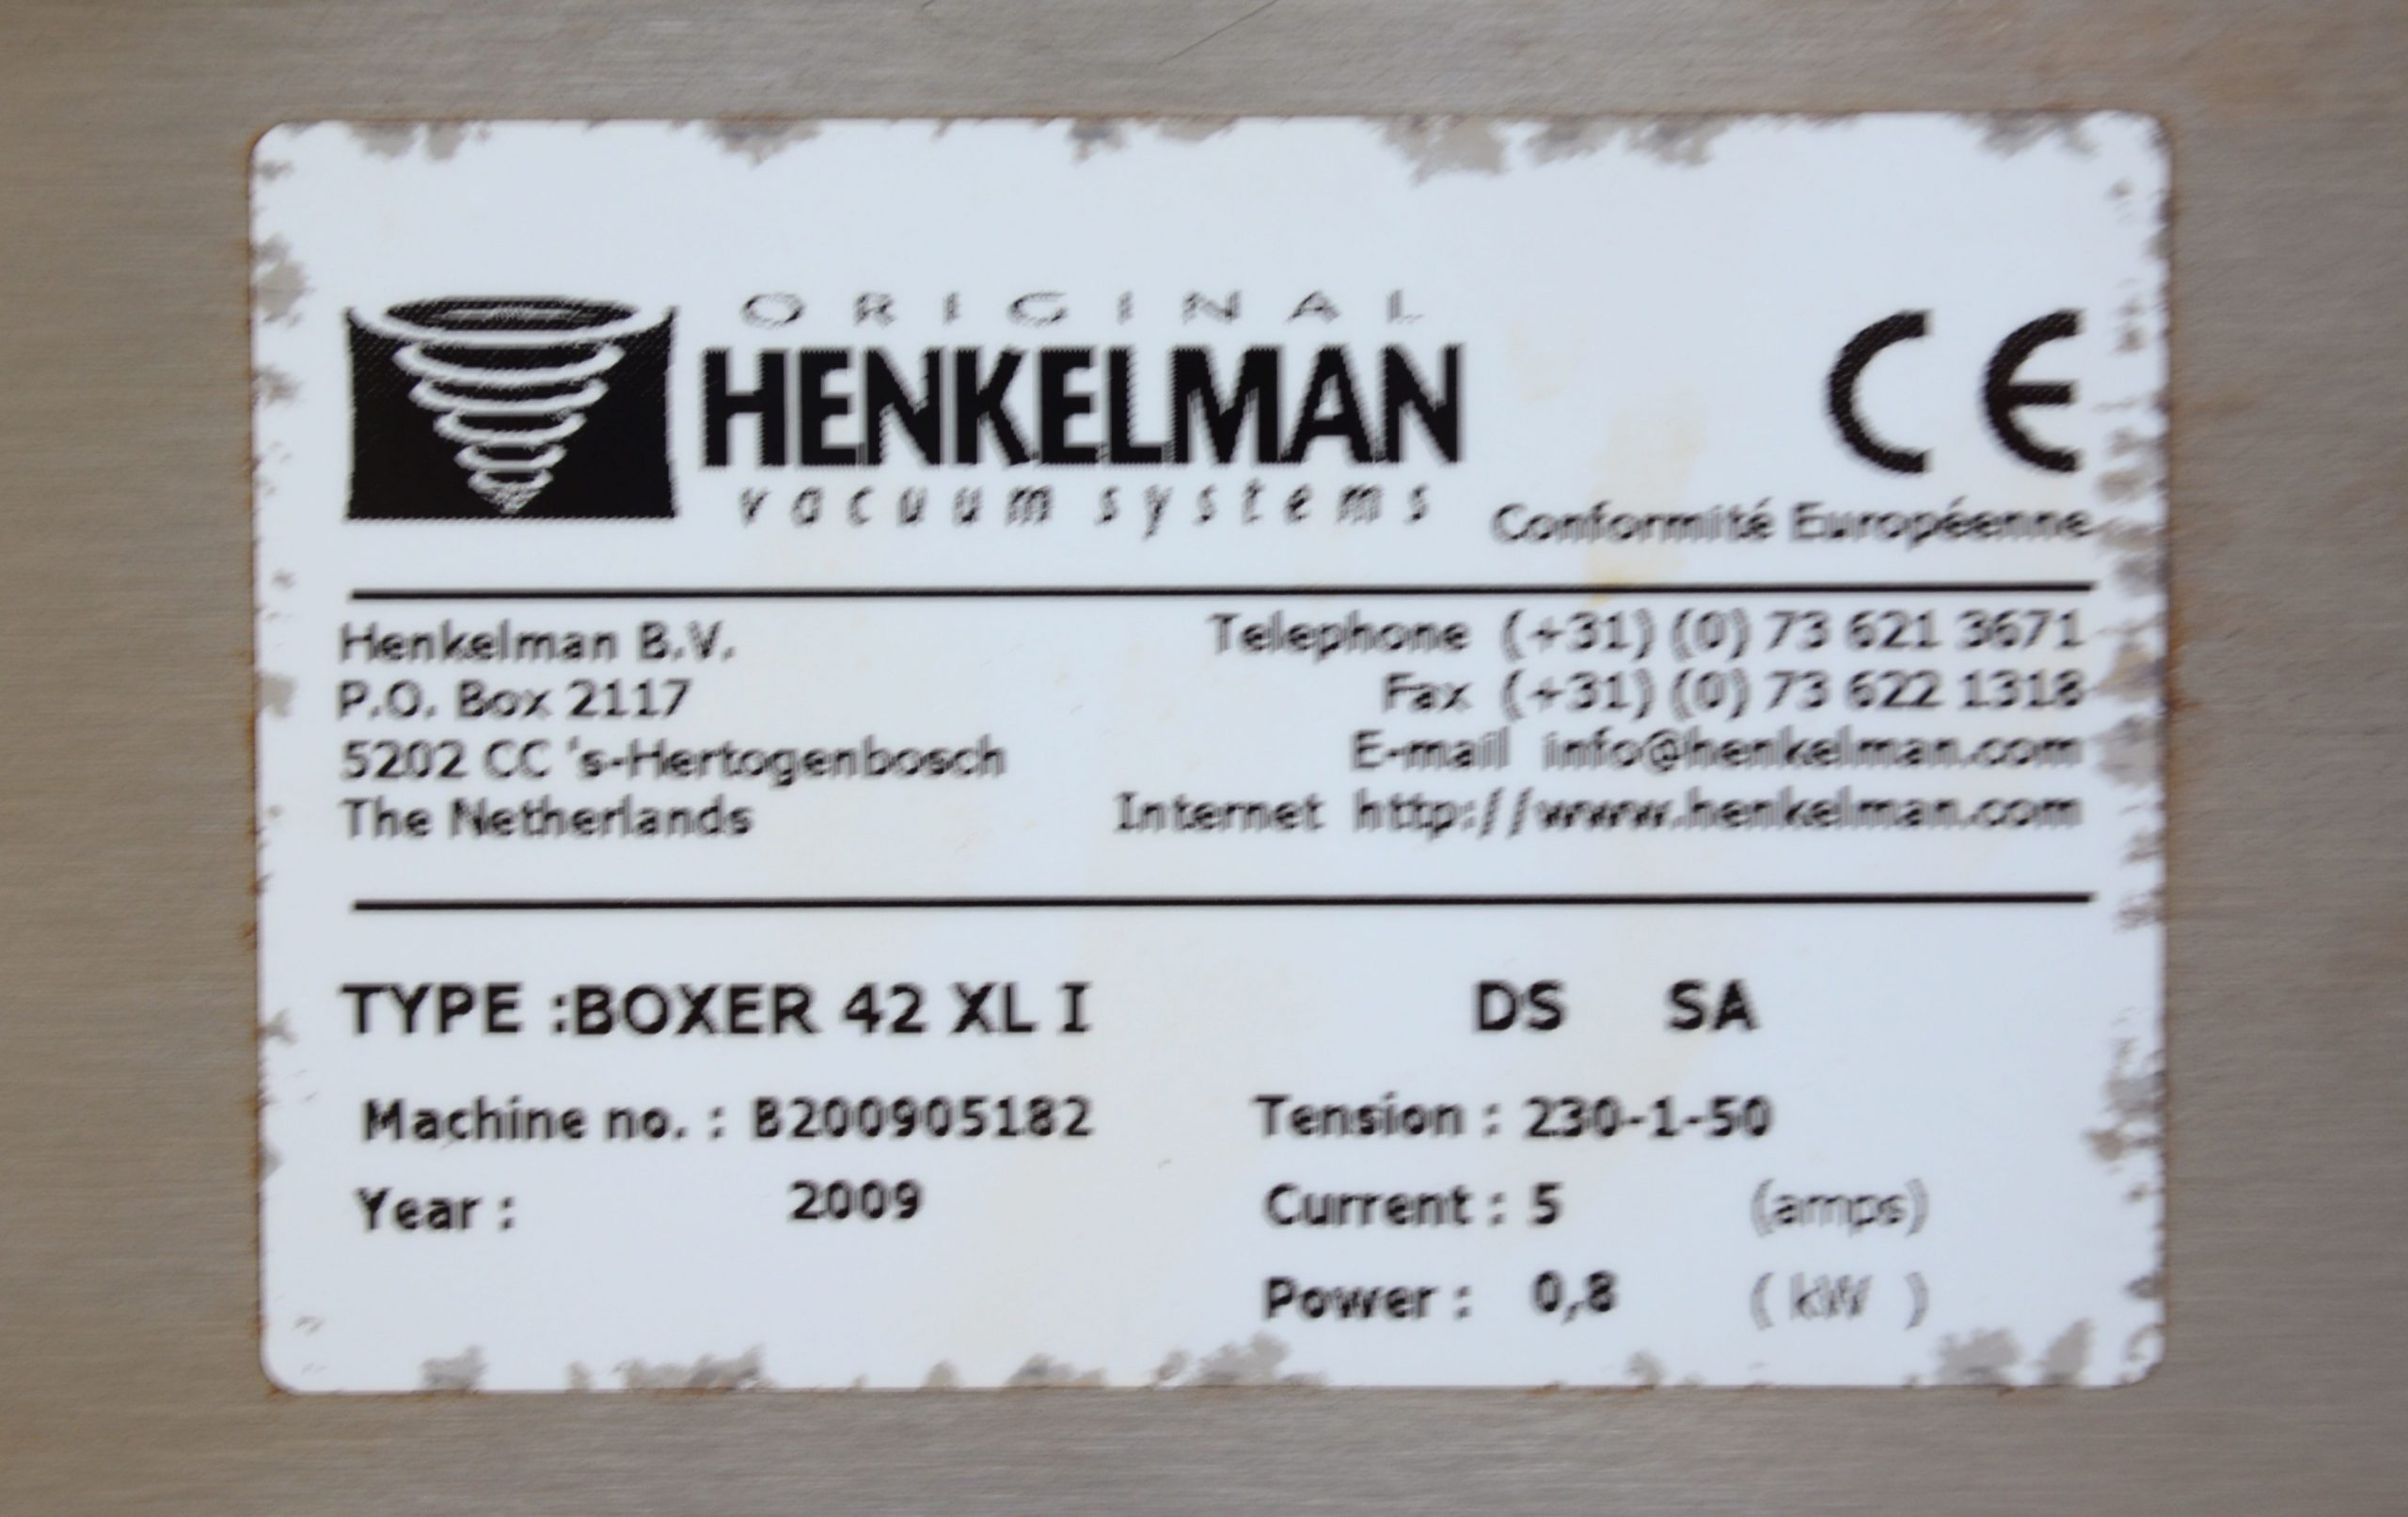 ORIGINAL
HENKELMAN
vacuum systems
CE
Conformité Européenne
Henkelman B.V.
P.O. Box 2117
5202 CC 's-Hertogenbosch
The Netherlands
Telephone (+31) (0) 73 621 3671
Fax (+31) (0) 73 622 1318
E-mail info@henkelman.com
Internet http://www.henkelman.com
TYPE :BOXER 42 XL I DS SA
Machine no. : B200905182
Year : 2009
Tension : 230-1-50
Current : 5 (amps)
Power : 0,8 ( kW )